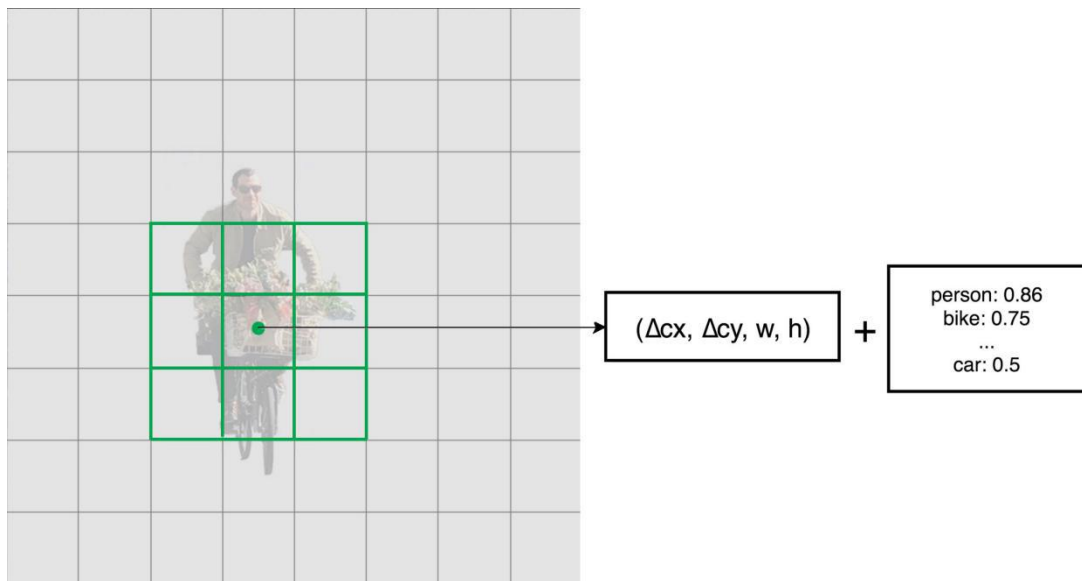 (Δcx, Δcy, w, h)
+
person: 0.86
bike: 0.75
...
car: 0.5